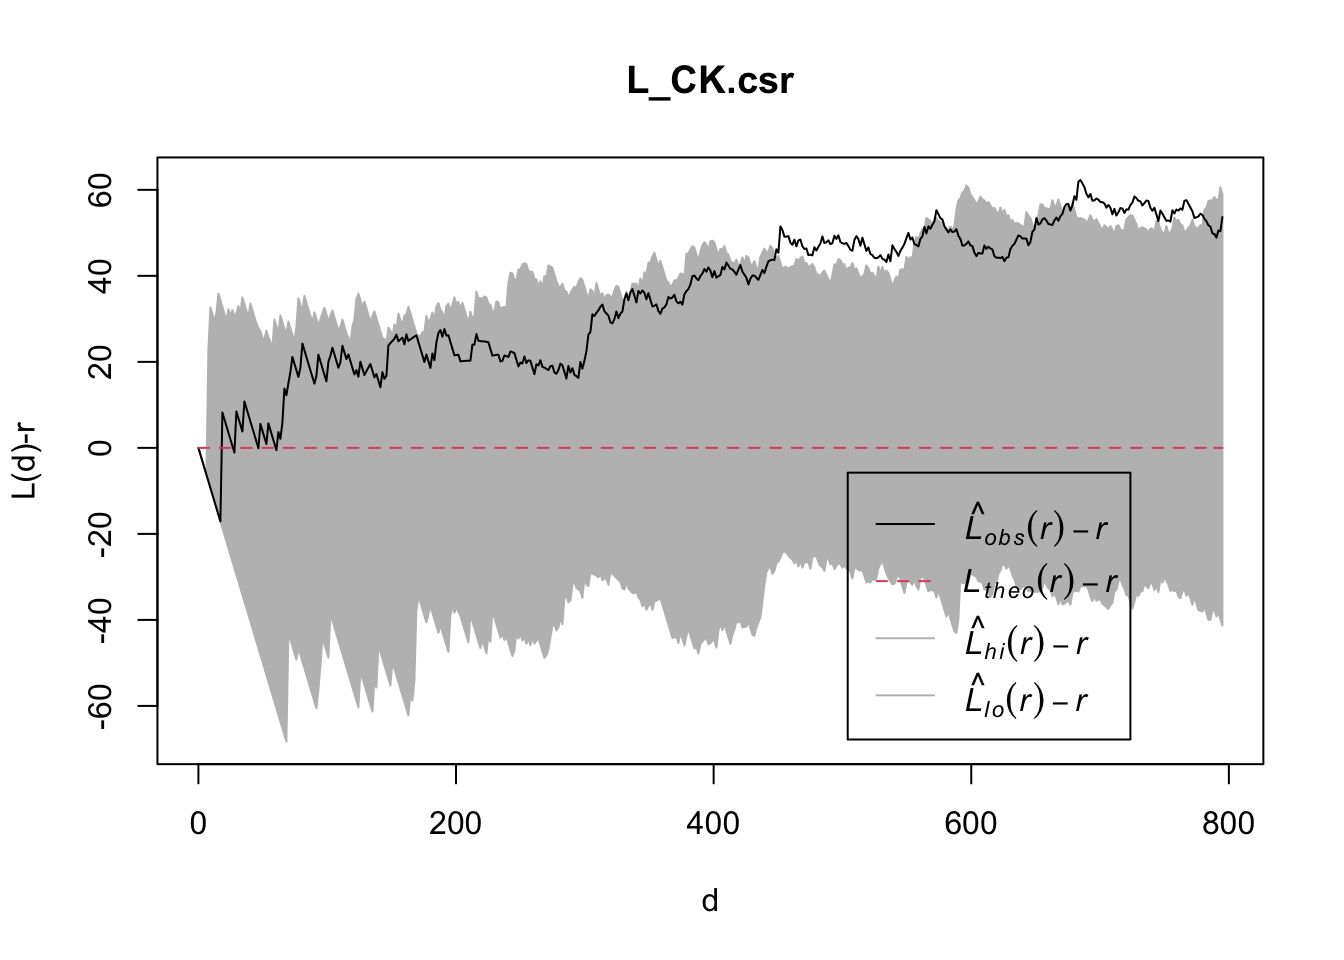 L_CK.csr
60
40
20
0
-20
-40
-60
L(d)-r
L̂obs(r) − r
Ltheo(r) − r
L̂hi(r) − r
L̂lo(r) − r
0 200 400 600 800
d